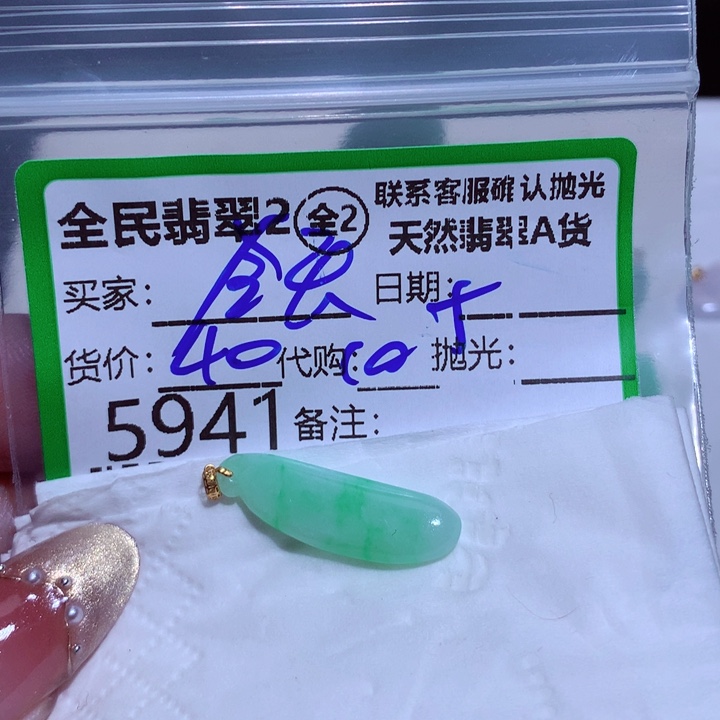 全民翡翠2 全2 联系客服确认抛光
天然翡翠A货
买家： 日期：
货价：40 代购：10 抛光：
5941 备注：